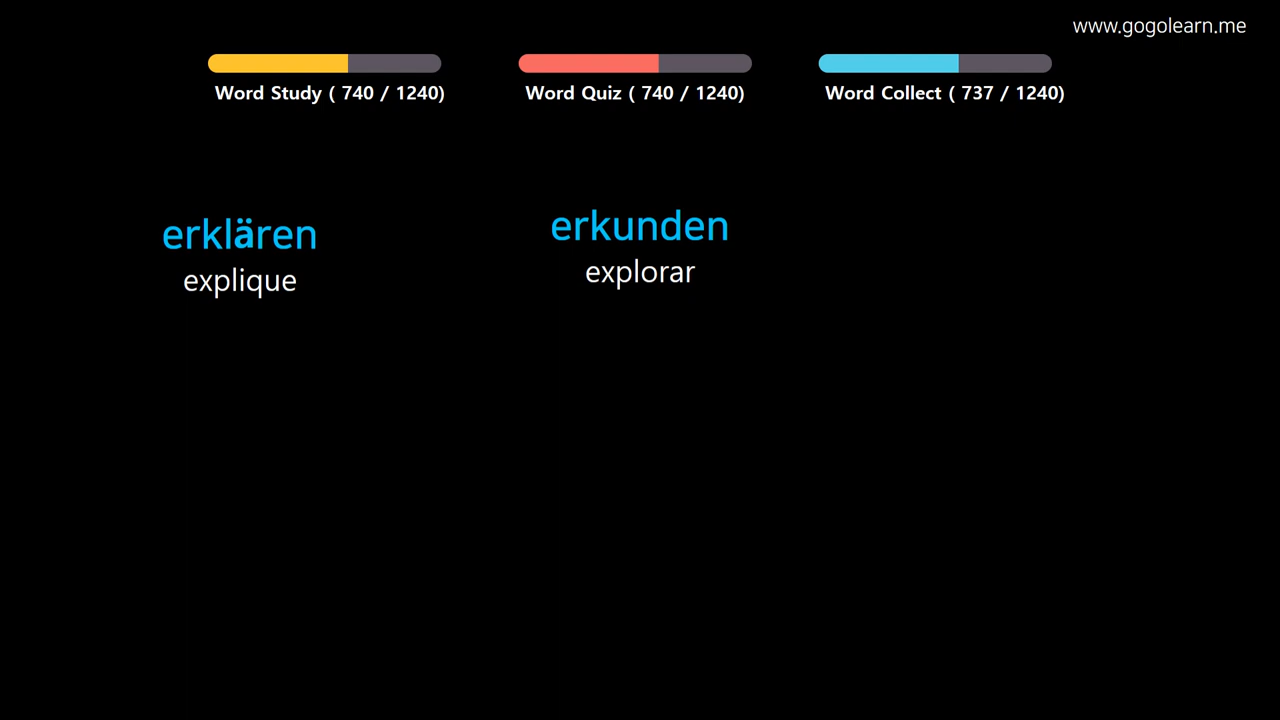 www.gogolearn.me
Word Study ( 740 / 1240)
Word Quiz ( 740 / 1240)
Word Collect ( 737 / 1240)
erklären
explique
erkunden
explorar